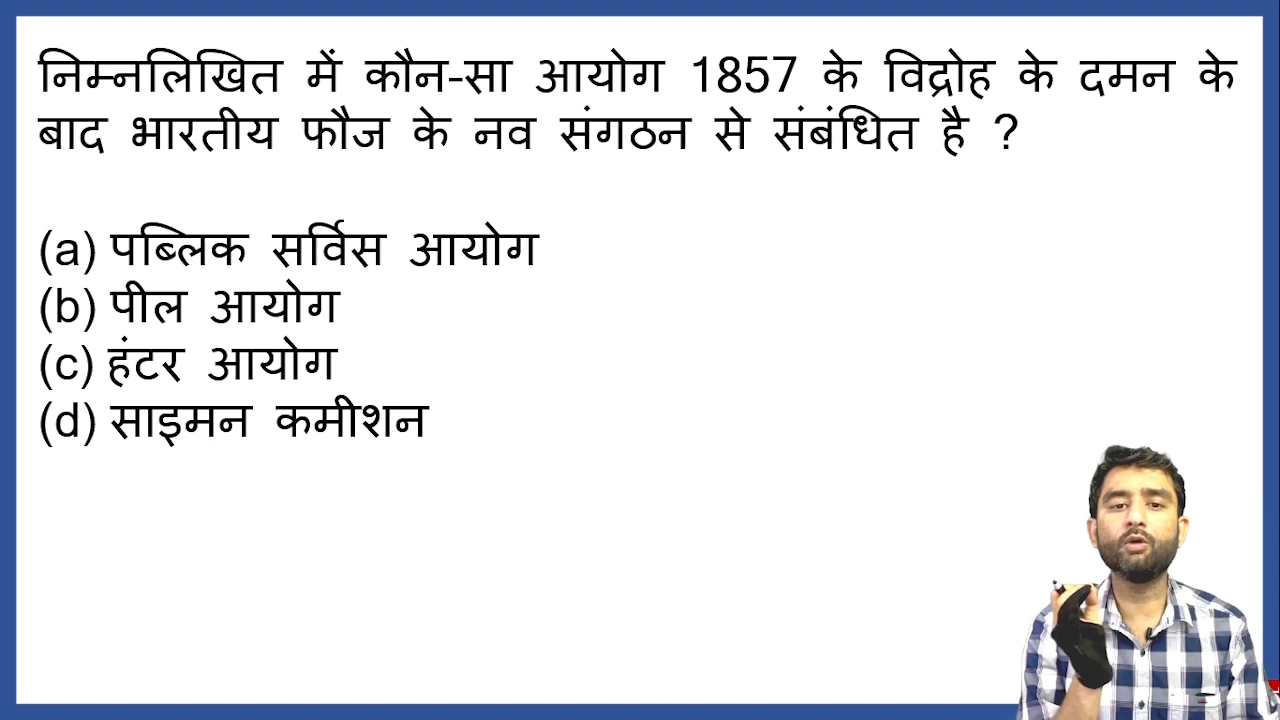 निम्नलिखित में कौन-सा आयोग 1857 के विद्रोह के दमन के
बाद भारतीय फौज के नव संगठन से संबंधित है ?
(a) पब्लिक सर्विस आयोग
(b) पील आयोग
(c) हंटर आयोग
(d) साइमन कमीशन